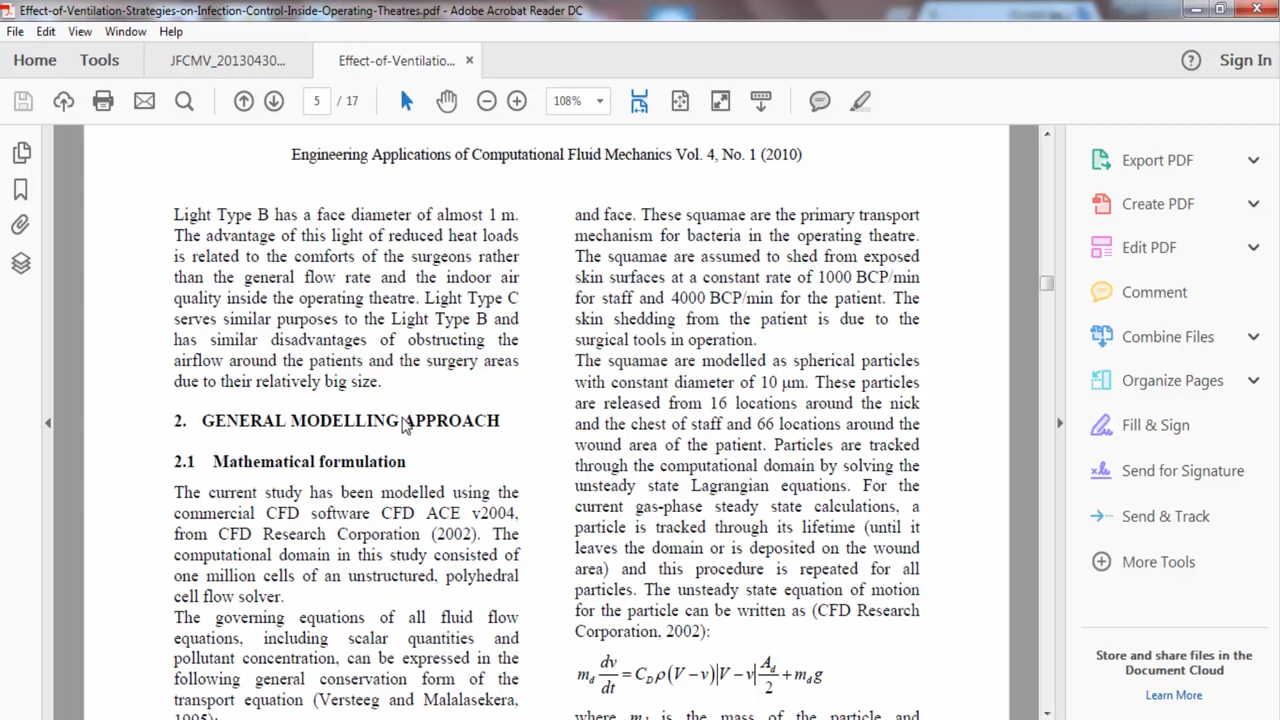 Effect-of-Ventilation-Strategies-on-Infection-Control-Inside-Operating-Theatres.pdf - Adobe Acrobat Reader DC
File Edit View Window Help
Home Tools JFCMV_20130430... Effect-of-Ventilatio... ×
Sign In
5 / 17 108%
Engineering Applications of Computational Fluid Mechanics Vol. 4, No. 1 (2010)
Light Type B has a face diameter of almost 1 m.
The advantage of this light of reduced heat loads
is related to the comforts of the surgeons rather
than the general flow rate and the indoor air
quality inside the operating theatre. Light Type C
serves similar purposes to the Light Type B and
has similar disadvantages of obstructing the
airflow around the patients and the surgery areas
due to their relatively big size.
2. GENERAL MODELLING APPROACH
2.1 Mathematical formulation
The current study has been modelled using the
commercial CFD software CFD ACE v2004,
from CFD Research Corporation (2002). The
computational domain in this study consisted of
one million cells of an unstructured, polyhedral
cell flow solver.
The governing equations of all fluid flow
equations, including scalar quantities and
pollutant concentration, can be expressed in the
following general conservation form of the
transport equation (Versteeg and Malalasekera,
1995):
and face. These squamae are the primary transport
mechanism for bacteria in the operating theatre.
The squamae are assumed to shed from exposed
skin surfaces at a constant rate of 1000 BCP/min
for staff and 4000 BCP/min for the patient. The
skin shedding from the patient is due to the
surgical tools in operation.
The squamae are modelled as spherical particles
with constant diameter of 10 µm. These particles
are released from 16 locations around the nick
and the chest of staff and 66 locations around the
wound area of the patient. Particles are tracked
through the computational domain by solving the
unsteady state Lagrangian equations. For the
current gas-phase steady state calculations, a
particle is tracked through its lifetime (until it
leaves the domain or is deposited on the wound
area) and this procedure is repeated for all
particles. The unsteady state equation of motion
for the particle can be written as (CFD Research
Corporation, 2002):
m_d dv/dt = C_D ρ(V − v)|V − v| A_d/2 + m_d g
where m_d is the mass of the particle and
Export PDF
Create PDF
Edit PDF
Comment
Combine Files
Organize Pages
Fill & Sign
Send for Signature
Send & Track
More Tools
Store and share files in the
Document Cloud
Learn More